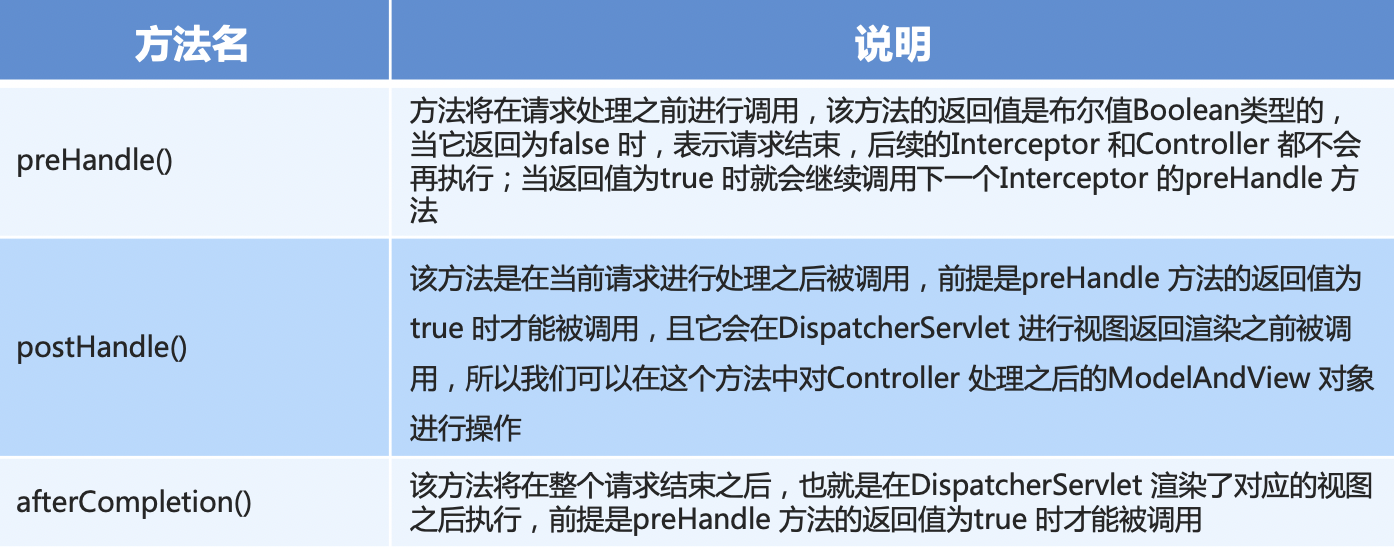 方法名
说明
preHandle()
方法将在请求处理之前进行调用，该方法的返回值是布尔值Boolean类型的，
当它返回为false 时，表示请求结束，后续的Interceptor 和Controller 都不会
再执行；当返回值为true 时就会继续调用下一个Interceptor 的preHandle 方
法
postHandle()
该方法是在当前请求进行处理之后被调用，前提是preHandle 方法的返回值为
true 时才能被调用，且它会在DispatcherServlet 进行视图返回渲染之前被调
用，所以我们可以在这个方法中对Controller 处理之后的ModelAndView 对象
进行操作
afterCompletion()
该方法将在整个请求结束之后，也就是在DispatcherServlet 渲染了对应的视图
之后执行，前提是preHandle 方法的返回值为true 时才能被调用